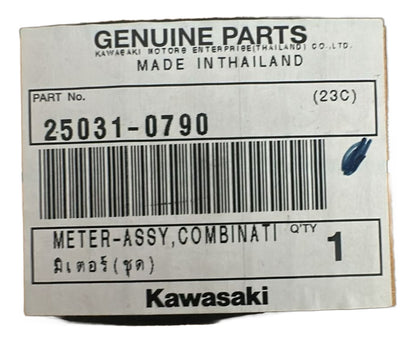 GENUINE PARTS
KAWASAKI MOTORS ENTERPRISE(THAILAND) CO.,LTD.
MADE INTHAILAND
PART No. (23C)
25031-0790
METER-ASSY,COMBINATI Q'TY 1
มิเตอร์(ชุด)
Kawasaki